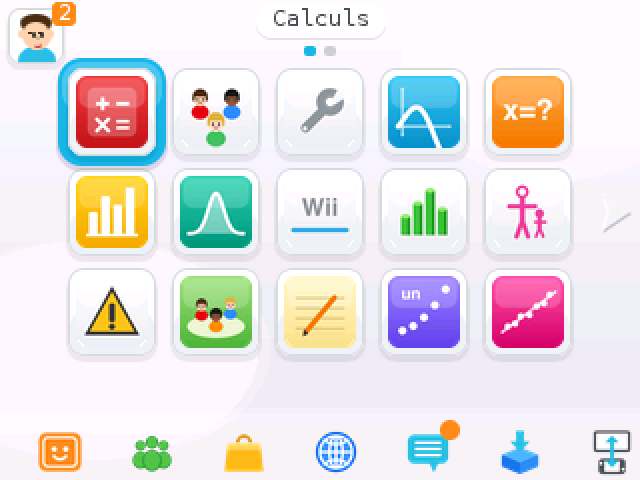 2
Calculs
+ −
× =
x=?
Wii
un